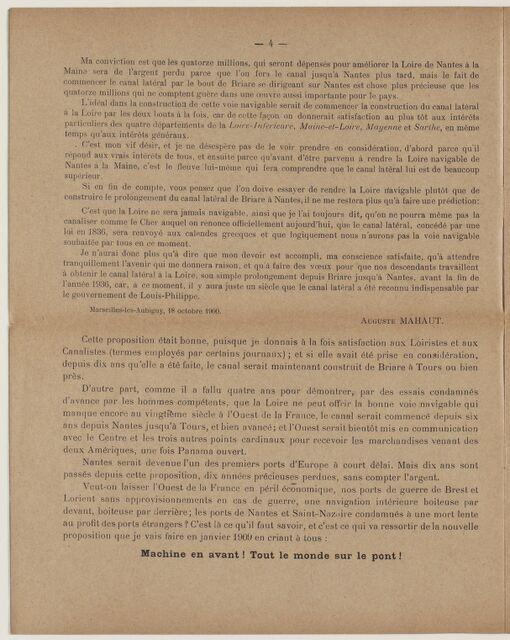 — 4 —
Ma conviction est que les quatorze millions, qui seront dépensés pour améliorer la Loire de Nantes à la
Maine sera de l'argent perdu parce que l'on fera le canal jusqu'à Nantes plus tard, mais le fait de
commencer le canal latéral par le bout de Briare se dirigeant sur Nantes est chose plus précieuse que les
quatorze millions qui ne comptent guère dans une œuvre aussi importante pour le pays.
L'idéal dans la construction de cette voie navigable serait de commencer la construction du canal latéral
à la Loire par les deux bouts à la fois, car de cette façon on donnerait satisfaction au plus tôt aux intérêts
particuliers des quatre départements de la Loire-Inférieure, Maine-et-Loire, Mayenne et Sarthe, en même
temps qu'aux intérêts généraux.
C'est mon vif désir, et je ne désespère pas de le voir prendre en considération, d'abord parce qu'il
répond aux vrais intérêts de tous, et ensuite parce qu'avant d'être parvenu à rendre la Loire navigable de
Nantes à la Maine, c'est le fleuve lui-même qui fera comprendre que le canal latéral lui est de beaucoup
supérieur.
Si en fin de compte, vous pensez que l'on doive essayer de rendre la Loire navigable plutôt que de
construire le prolongement du canal latéral de Briare à Nantes, il ne me restera plus qu'à faire une prédiction:
C'est que la Loire ne sera jamais navigable, ainsi que je l'ai toujours dit, qu'on ne pourra même pas la
canaliser comme le Cher auquel on renonce officiellement aujourd'hui, que le canal latéral, concédé par une
loi en 1836, sera renvoyé aux calendes grecques et que logiquement nous n'aurons pas la voie navigable
souhaitée par tous en ce moment.
Je n'aurai donc plus qu'à dire que mon devoir est accompli, ma conscience satisfaite, qu'à attendre
tranquillement l'avenir qui me donnera raison, et qu'à faire des vœux pour que nos descendants travaillent
à obtenir le canal latéral à la Loire, son simple prolongement depuis Briare jusqu'à Nantes, avant la fin de
l'année 1936, car, à ce moment, il y aura juste un siècle que le canal latéral a été reconnu indispensable par
le gouvernement de Louis-Philippe.
Marseilles-les-Aubigny, 18 octobre 1900.
Auguste MAHAUT.
Cette proposition était bonne, puisque je donnais à la fois satisfaction aux Loiristes et aux
Canalistes (termes employés par certains journaux) ; et si elle avait été prise en considération,
depuis dix ans qu'elle a été faite, le canal serait maintenant construit de Briare à Tours ou bien
près.
D'autre part, comme il a fallu quatre ans pour démontrer, par des essais condamnés
d'avance par les hommes compétents, que la Loire ne peut offrir la bonne voie navigable qui
manque encore au vingtième siècle à l'Ouest de la France, le canal serait commencé depuis six
ans depuis Nantes jusqu'à Tours, et bien avancé; et l'Ouest serait bientôt mis en communication
avec le Centre et les trois autres points cardinaux pour recevoir les marchandises venant des
deux Amériques, une fois Panama ouvert.
Nantes serait devenue l'un des premiers ports d'Europe à court délai. Mais dix ans sont
passés depuis cette proposition, dix années précieuses perdues, sans compter l'argent.
Veut-on laisser l'Ouest de la France en péril économique, nos ports de guerre de Brest et
Lorient sans approvisionnements en cas de guerre, une navigation intérieure boiteuse par
devant, boiteuse par derrière; les ports de Nantes et Saint-Nazaire condamnés à une mort lente
au profit des ports étrangers ? C'est là ce qu'il faut savoir, et c'est ce qui va ressortir de la nouvelle
proposition que je vais faire en janvier 1909 en criant à tous :
Machine en avant ! Tout le monde sur le pont !